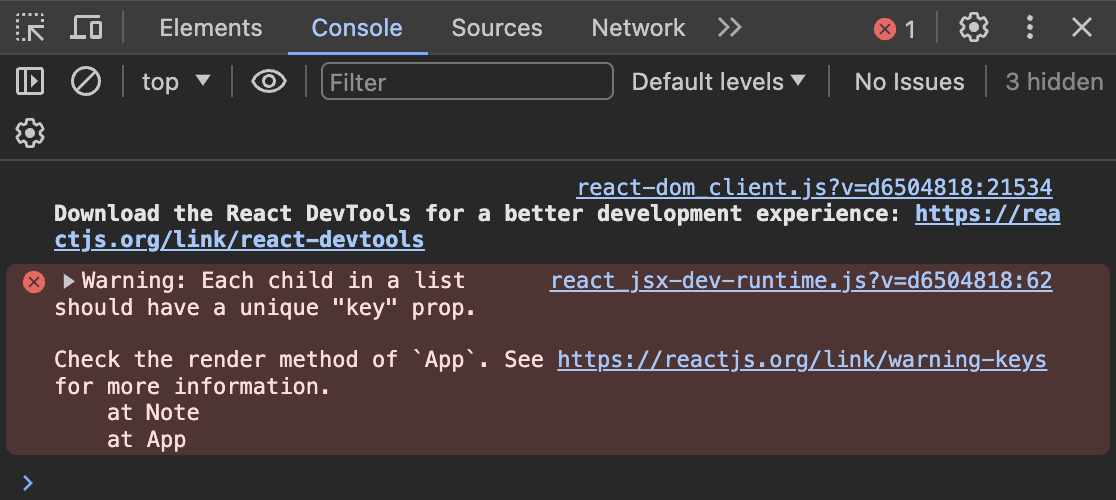 Elements Console Sources Network 1
top Filter Default levels No Issues 3 hidden
react-dom_client.js?v=d6504818:21534
Download the React DevTools for a better development experience: https://rea
ctjs.org/link/react-devtools
Warning: Each child in a list react_jsx-dev-runtime.js?v=d6504818:62
should have a unique "key" prop.
Check the render method of `App`. See https://reactjs.org/link/warning-keys
for more information.
at Note
at App